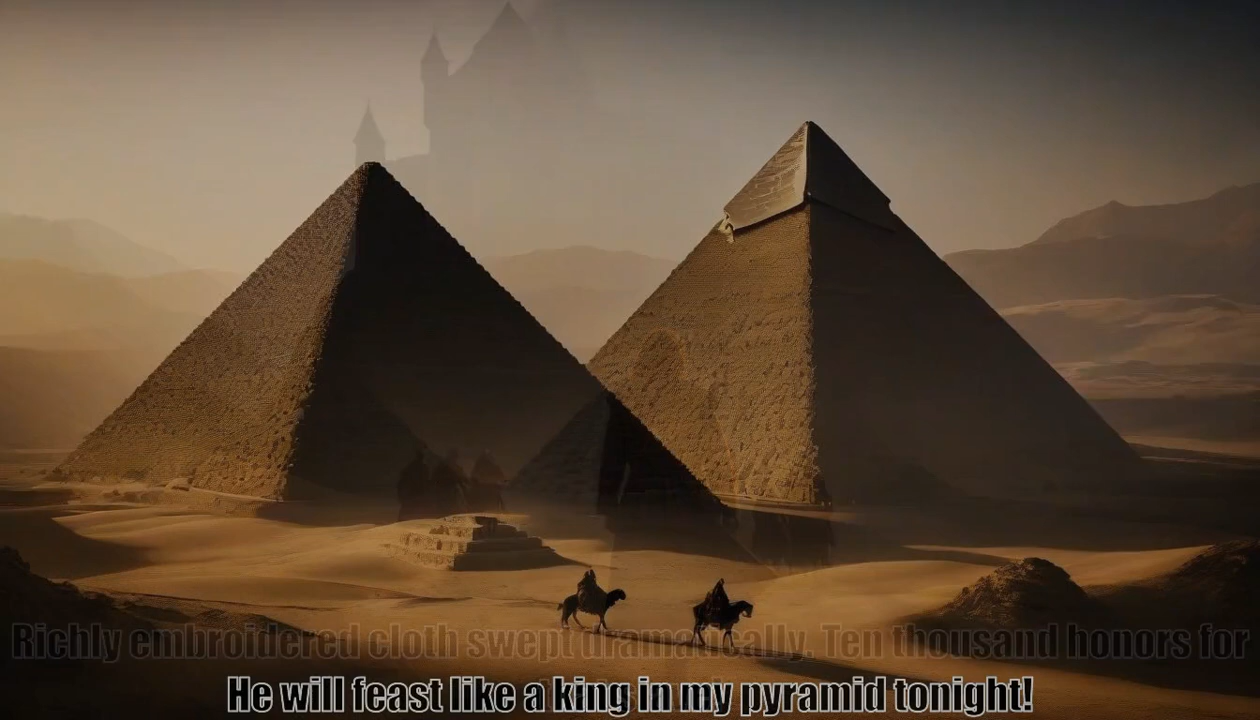 Richly embroidered cloth swept dramatically. Ten thousand honors for
He will feast like a king in my pyramid tonight!